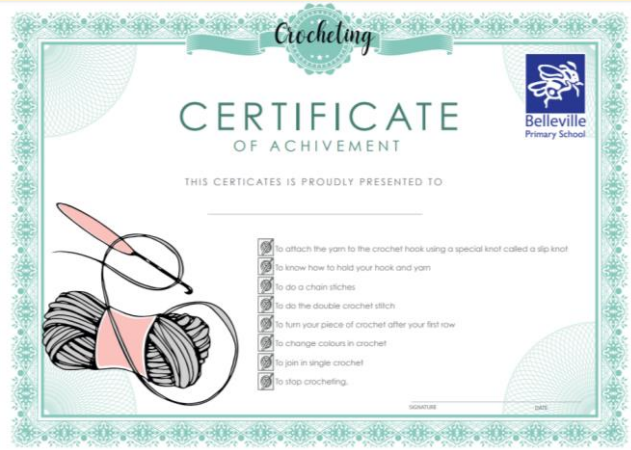 Crocheting
CERTIFICATE
OF ACHIVEMENT
Belleville
Primary School
THIS CERTICATES IS PROUDLY PRESENTED TO
To attach the yarn to the crochet hook using a special knot called a slip knot.
To know how to hold your hook and yarn
To do a chain stiches
To do the double crochet stitch
To turn your piece of crochet after your first row
To change colours in crochet
To join in single crochet
To stop crocheting.
SIGNATURE DATE